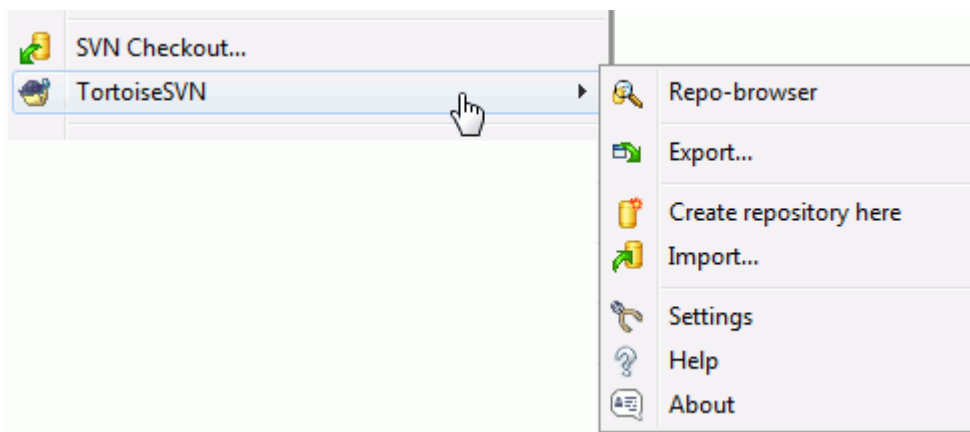 SVN Checkout...
TortoiseSVN
Repo-browser
Export...
Create repository here
Import...
Settings
Help
About